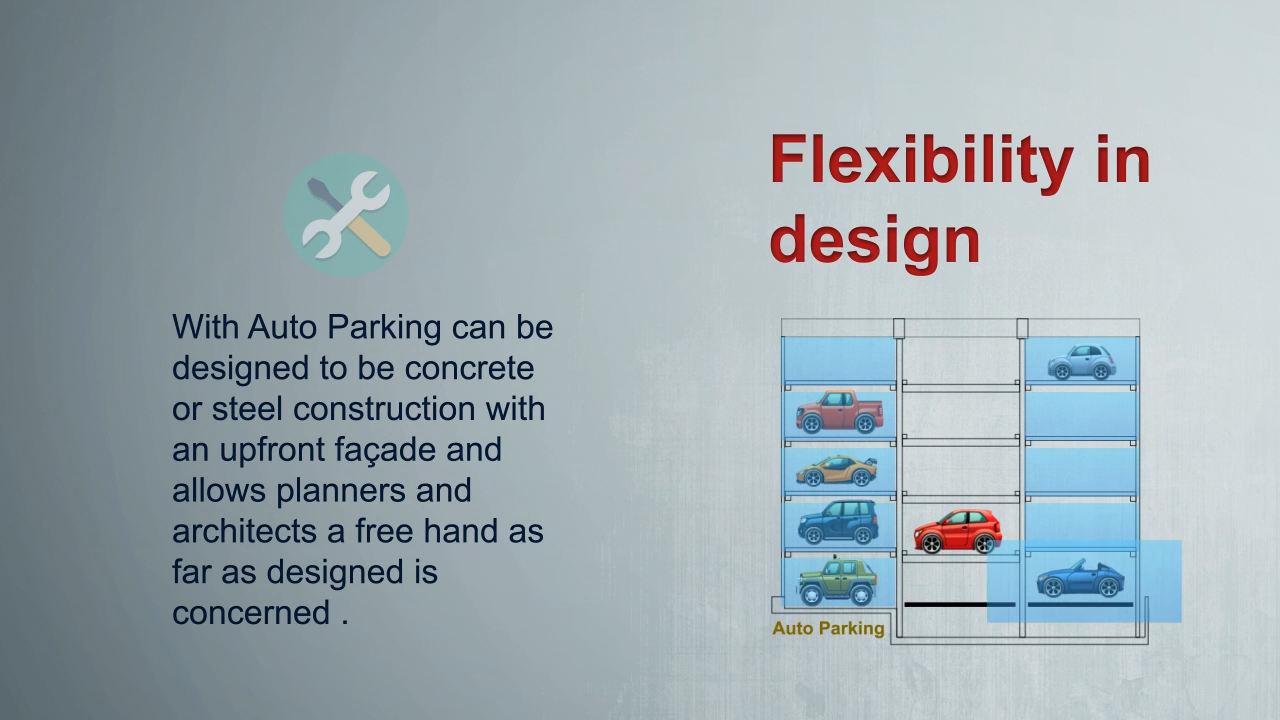 Flexibility in
design
With Auto Parking can be
designed to be concrete
or steel construction with
an upfront façade and
allows planners and
architects a free hand as
far as designed is
concerned .
Auto Parking